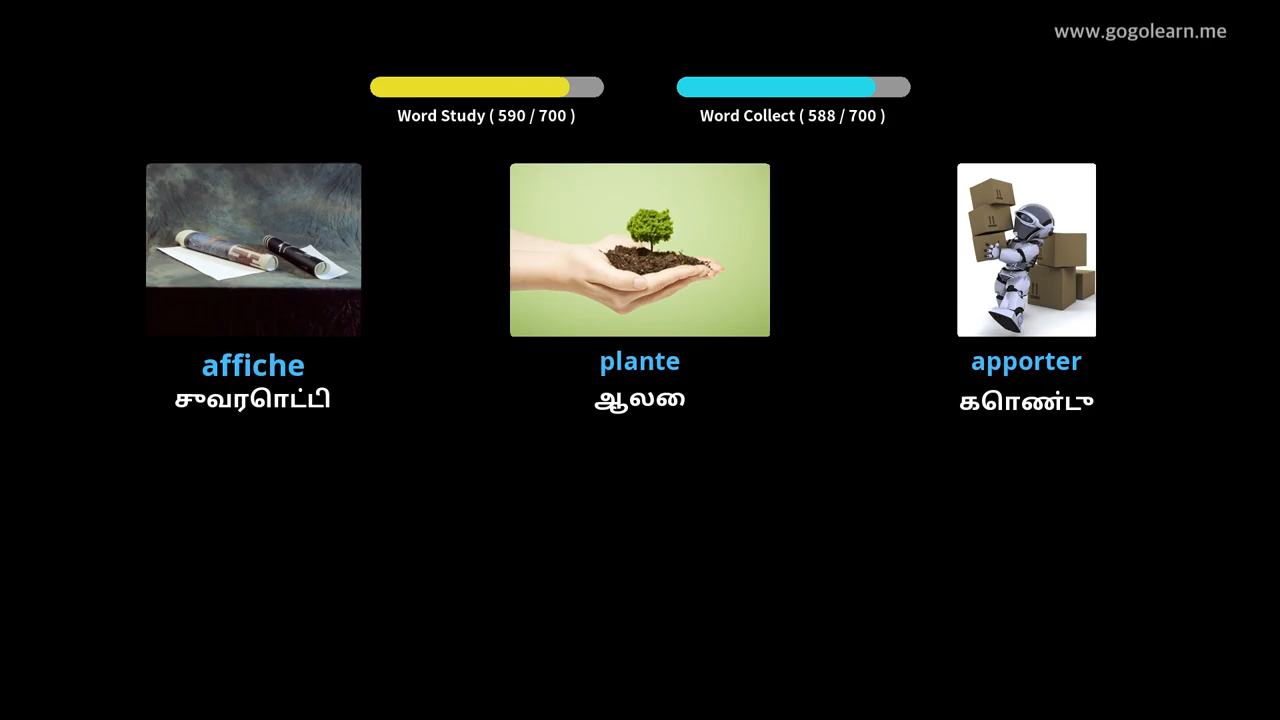 www.gogolearn.me
Word Study ( 590 / 700 )
Word Collect ( 588 / 700 )
affiche
plante
apporter
சுவரொட்டி
ஆலை
கொண்டு